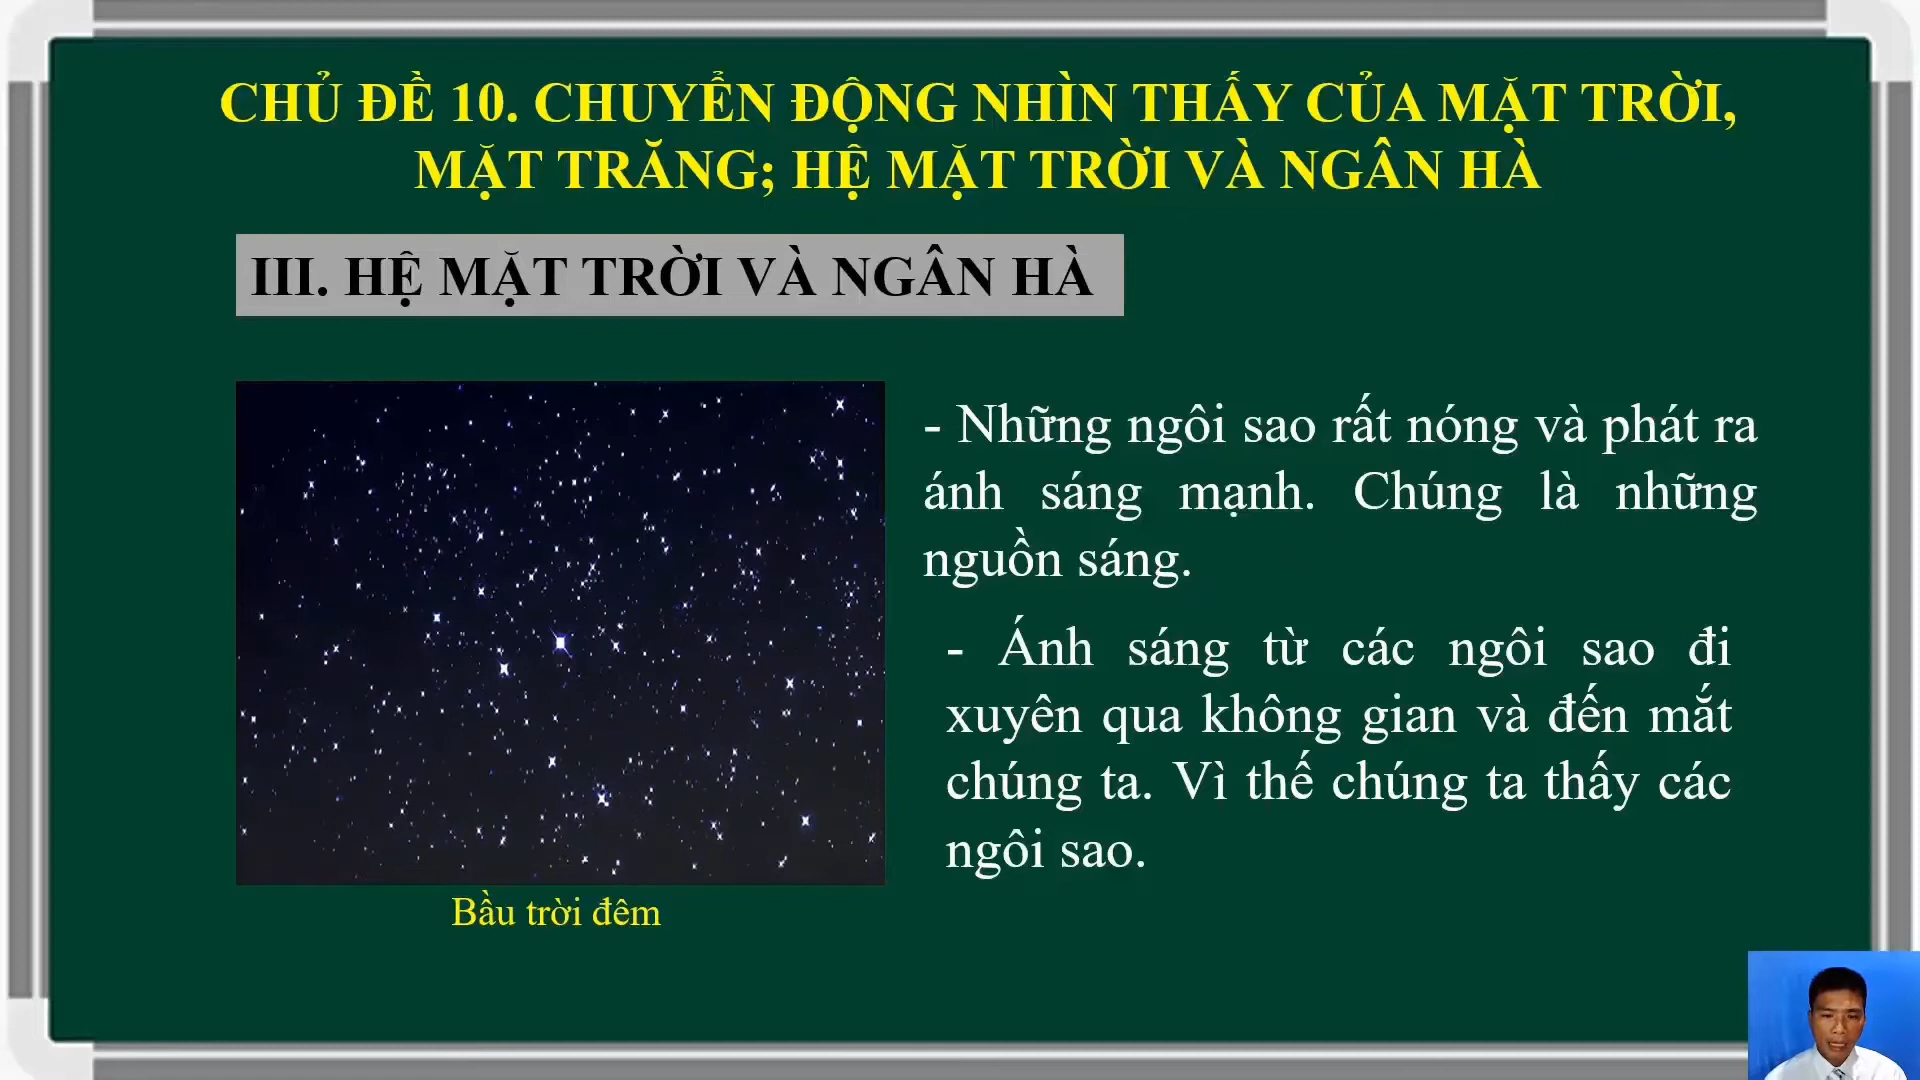 CHỦ ĐỀ 10. CHUYỂN ĐỘNG NHÌN THẤY CỦA MẶT TRỜI,
MẶT TRĂNG; HỆ MẶT TRỜI VÀ NGÂN HÀ
III. HỆ MẶT TRỜI VÀ NGÂN HÀ
- Những ngôi sao rất nóng và phát ra
ánh sáng mạnh. Chúng là những
nguồn sáng.
- Ánh sáng từ các ngôi sao đi
xuyên qua không gian và đến mắt
chúng ta. Vì thế chúng ta thấy các
ngôi sao.
Bầu trời đêm